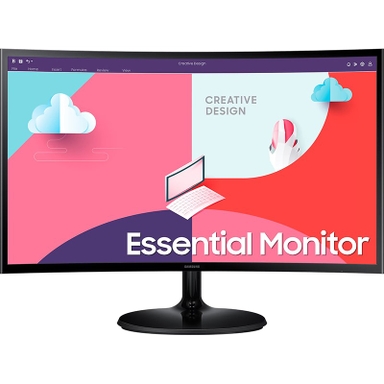 Creative Design
CREATIVE
DESIGN
Essential Monitor
SAMSUNG